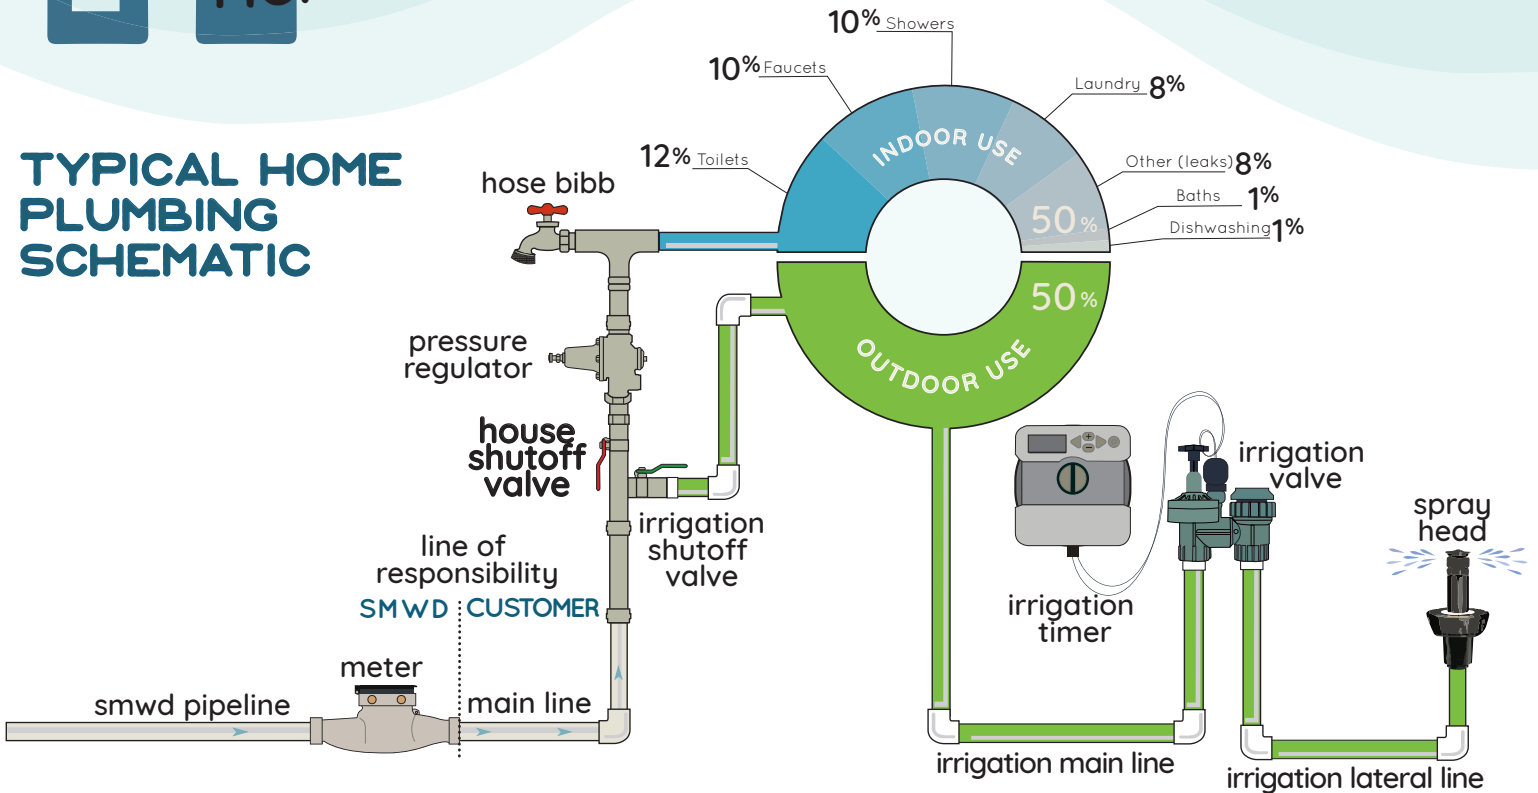 TYPICAL HOME
PLUMBING
SCHEMATIC
10% Showers
10% Faucets
12% Toilets
Laundry 8%
Other (leaks) 8%
Baths 1%
Dishwashing 1%
INDOOR USE
50%
50%
OUTDOOR USE
hose bibb
pressure
regulator
house
shutoff
valve
irrigation
shutoff
valve
line of
responsibility
SMWD CUSTOMER
meter
smwd pipeline
main line
irrigation
timer
irrigation
valve
spray
head
irrigation main line
irrigation lateral line